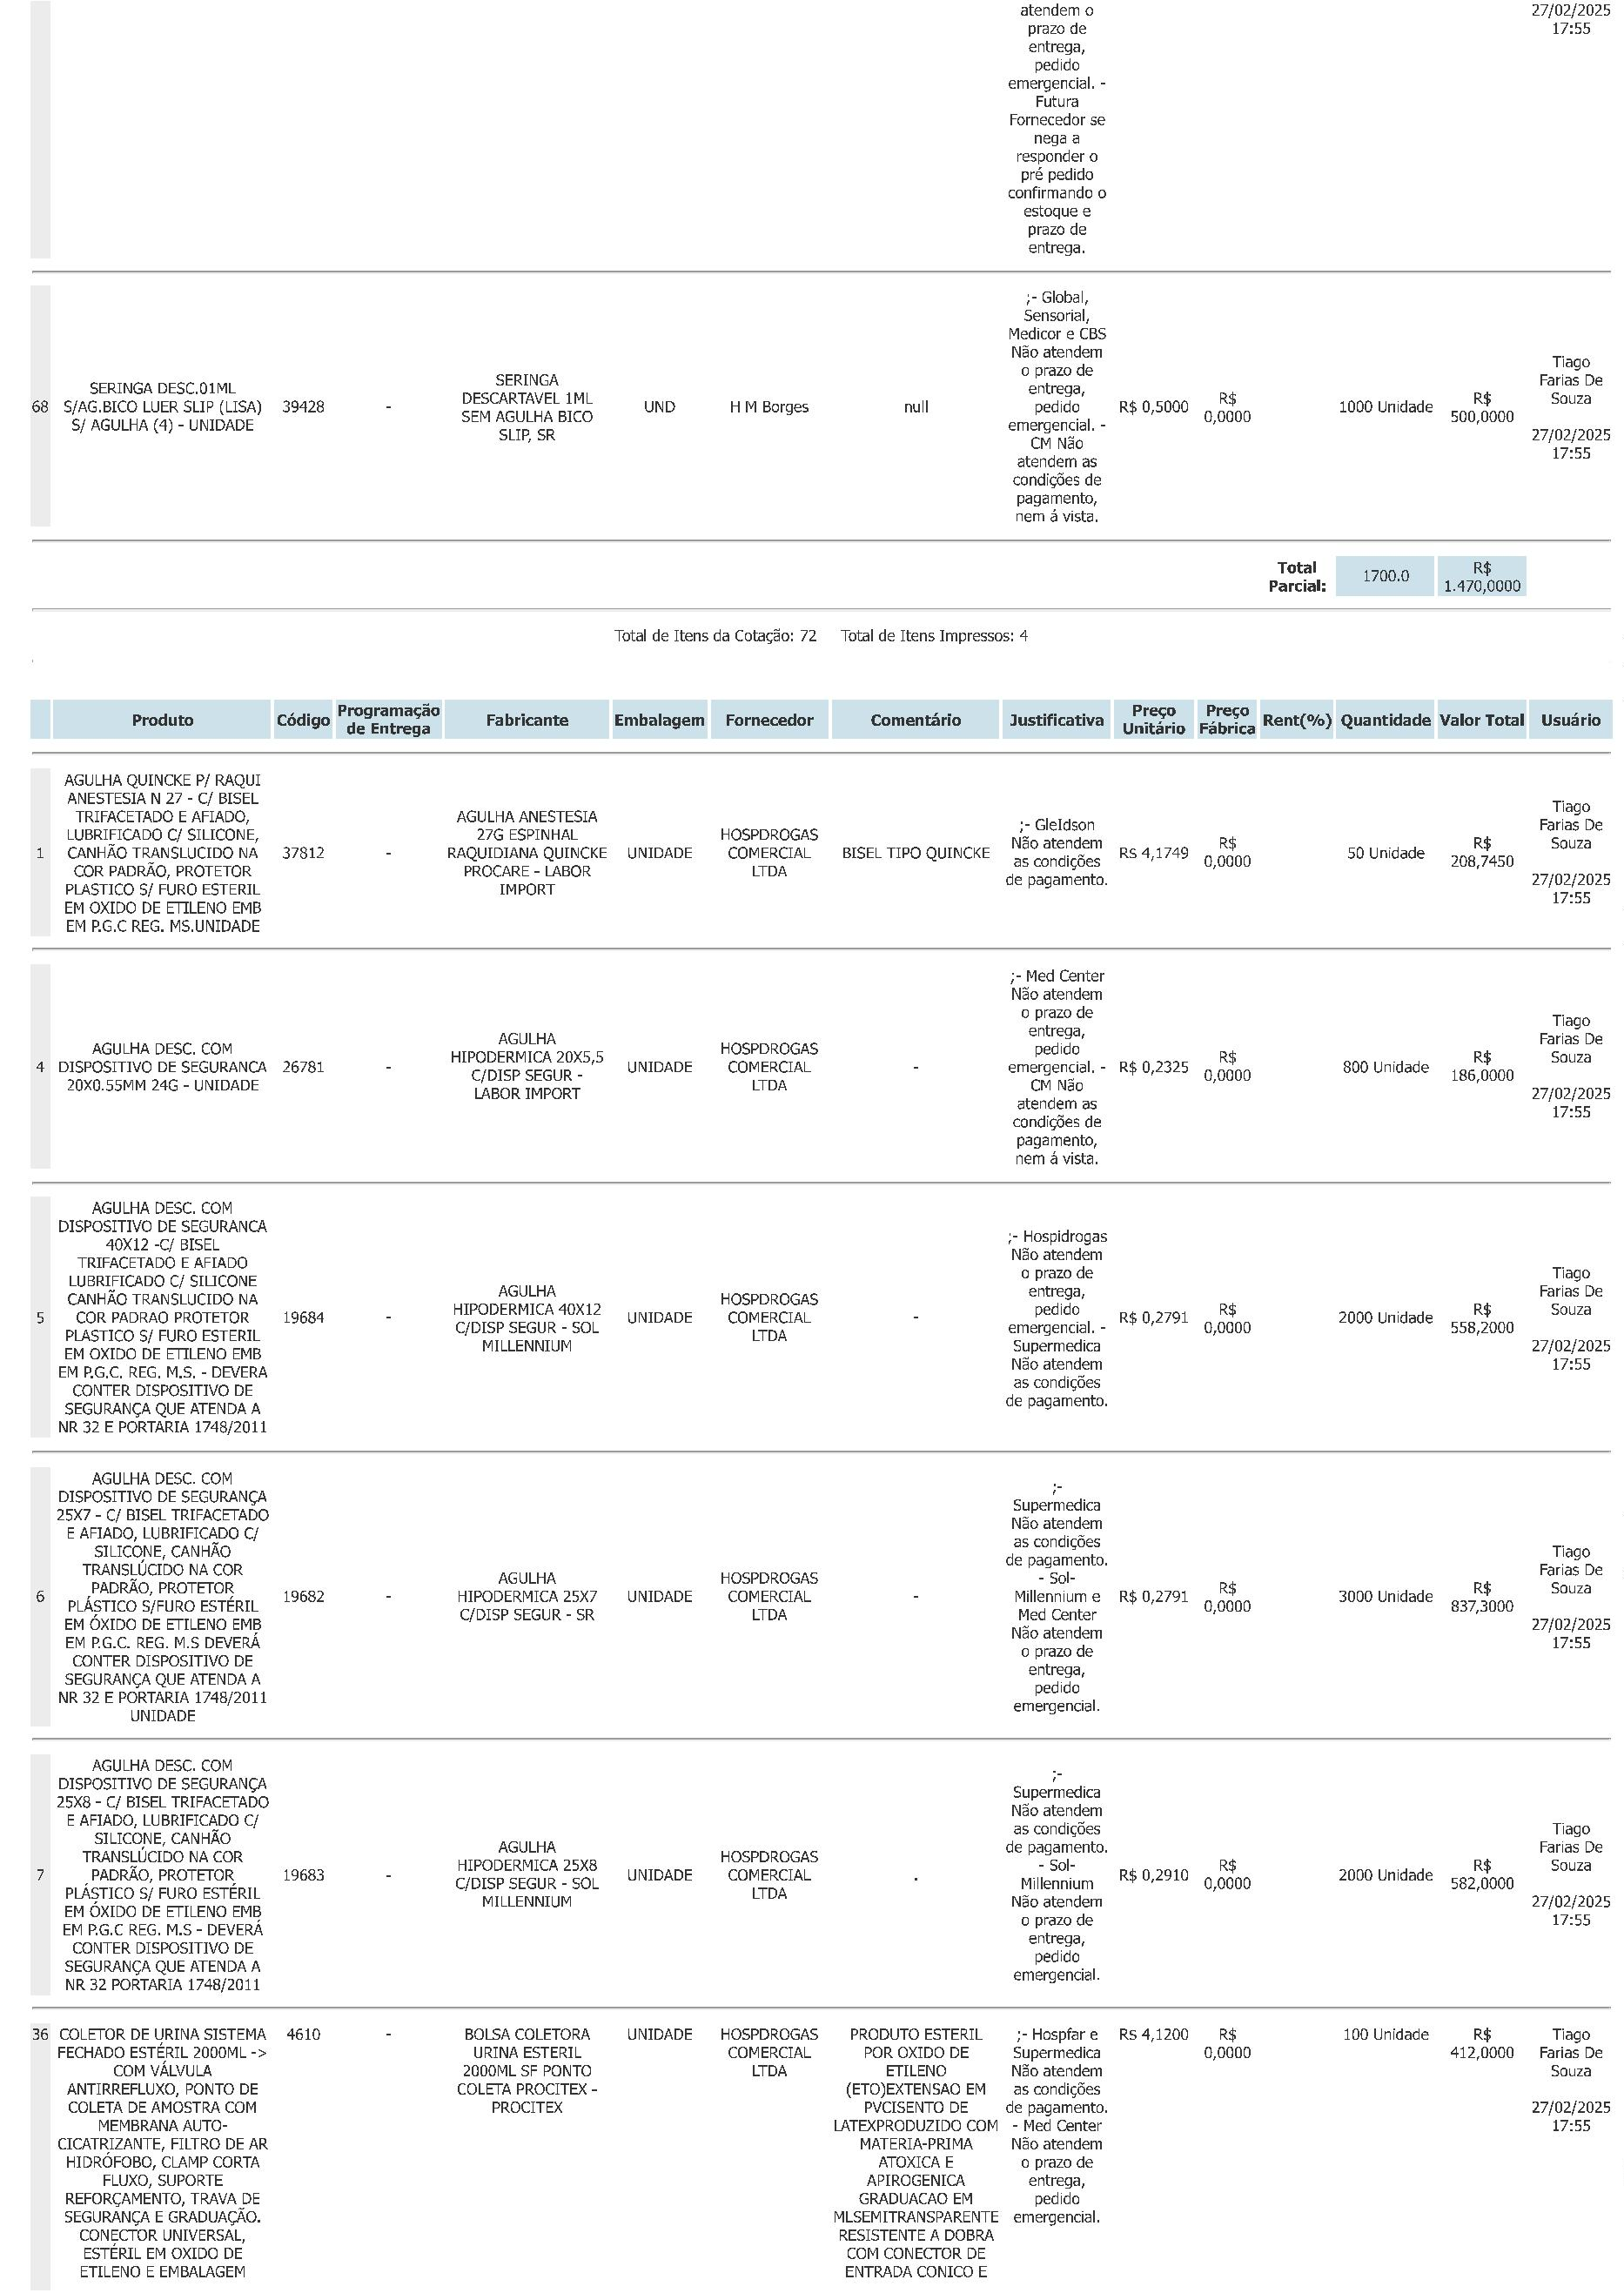 atendem o
prazo de
entrega,
pedido
emergencial. -
Futura
Fornecedor se
nega a
responder o
pré pedido
confirmando o
estoque e
prazo de
entrega.
27/02/2025
17:55
68
SERINGA DESC.01ML
S/AG.BICO LUER SLIP (LISA)
S/ AGULHA (4) - UNIDADE
39428
-
SERINGA
DESCARTAVEL 1ML
SEM AGULHA BICO
SLIP, SR
UND
H M Borges
null
;- Global,
Sensorial,
Medicor e CBS
Não atendem
o prazo de
entrega,
pedido
emergencial. -
CM Não
atendem as
condições de
pagamento,
nem á vista.
R$ 0,5000
R$
0,0000
1000 Unidade
R$
500,0000
Tiago
Farias De
Souza
27/02/2025
17:55
Total
Parcial:
1700.0
R$
1.470,0000
Total de Itens da Cotação: 72 Total de Itens Impressos: 4
Produto
Código
Programação
de Entrega
Fabricante
Embalagem
Fornecedor
Comentário
Justificativa
Preço
Unitário
Preço
Fábrica
Rent(%)
Quantidade
Valor Total
Usuário
1
AGULHA QUINCKE P/ RAQUI
ANESTESIA N 27 - C/ BISEL
TRIFACETADO E AFIADO,
LUBRIFICADO C/ SILICONE,
CANHÃO TRANSLUCIDO NA
COR PADRÃO, PROTETOR
PLASTICO S/ FURO ESTERIL
EM OXIDO DE ETILENO EMB
EM P.G.C REG. MS.UNIDADE
37812
-
AGULHA ANESTESIA
27G ESPINHAL
RAQUIDIANA QUINCKE
PROCARE - LABOR
IMPORT
UNIDADE
HOSPDROGAS
COMERCIAL
LTDA
BISEL TIPO QUINCKE
;- GleIdson
Não atendem
as condições
de pagamento.
R$ 4,1749
R$
0,0000
50 Unidade
R$
208,7450
Tiago
Farias De
Souza
27/02/2025
17:55
4
AGULHA DESC. COM
DISPOSITIVO DE SEGURANCA
20X0.55MM 24G - UNIDADE
26781
-
AGULHA
HIPODERMICA 20X5,5
C/DISP SEGUR -
LABOR IMPORT
UNIDADE
HOSPDROGAS
COMERCIAL
LTDA
-
;- Med Center
Não atendem
o prazo de
entrega,
pedido
emergencial. -
CM Não
atendem as
condições de
pagamento,
nem á vista.
R$ 0,2325
R$
0,0000
800 Unidade
R$
186,0000
Tiago
Farias De
Souza
27/02/2025
17:55
5
AGULHA DESC. COM
DISPOSITIVO DE SEGURANCA
40X12 -C/ BISEL
TRIFACETADO E AFIADO
LUBRIFICADO C/ SILICONE
CANHÃO TRANSLUCIDO NA
COR PADRAO PROTETOR
PLASTICO S/ FURO ESTERIL
EM OXIDO DE ETILENO EMB
EM P.G.C. REG. M.S. - DEVERA
CONTER DISPOSITIVO DE
SEGURANÇA QUE ATENDA A
NR 32 E PORTARIA 1748/2011
19684
-
AGULHA
HIPODERMICA 40X12
C/DISP SEGUR - SOL
MILLENNIUM
UNIDADE
HOSPDROGAS
COMERCIAL
LTDA
-
;- Hospidrogas
Não atendem
o prazo de
entrega,
pedido
emergencial. -
Supermedica
Não atendem
as condições
de pagamento.
R$ 0,2791
R$
0,0000
2000 Unidade
R$
558,2000
Tiago
Farias De
Souza
27/02/2025
17:55
6
AGULHA DESC. COM
DISPOSITIVO DE SEGURANÇA
25X7 - C/ BISEL TRIFACETADO
E AFIADO, LUBRIFICADO C/
SILICONE, CANHÃO
TRANSLÚCIDO NA COR
PADRÃO, PROTETOR
PLÁSTICO S/FURO ESTÉRIL
EM ÓXIDO DE ETILENO EMB
EM P.G.C. REG. M.S DEVERÁ
CONTER DISPOSITIVO DE
SEGURANÇA QUE ATENDA A
NR 32 E PORTARIA 1748/2011
UNIDADE
19682
-
AGULHA
HIPODERMICA 25X7
C/DISP SEGUR - SR
UNIDADE
HOSPDROGAS
COMERCIAL
LTDA
-
;-
Supermedica
Não atendem
as condições
de pagamento.
- Sol-
Millennium e
Med Center
Não atendem
o prazo de
entrega,
pedido
emergencial.
R$ 0,2791
R$
0,0000
3000 Unidade
R$
837,3000
Tiago
Farias De
Souza
27/02/2025
17:55
7
AGULHA DESC. COM
DISPOSITIVO DE SEGURANÇA
25X8 - C/ BISEL TRIFACETADO
E AFIADO, LUBRIFICADO C/
SILICONE, CANHÃO
TRANSLÚCIDO NA COR
PADRÃO, PROTETOR
PLÁSTICO S/ FURO ESTÉRIL
EM ÓXIDO DE ETILENO EMB
EM P.G.C REG. M.S - DEVERÁ
CONTER DISPOSITIVO DE
SEGURANÇA QUE ATENDA A
NR 32 PORTARIA 1748/2011
19683
-
AGULHA
HIPODERMICA 25X8
C/DISP SEGUR - SOL
MILLENNIUM
UNIDADE
HOSPDROGAS
COMERCIAL
LTDA
.
;-
Supermedica
Não atendem
as condições
de pagamento.
- Sol-
Millennium
Não atendem
o prazo de
entrega,
pedido
emergencial.
R$ 0,2910
R$
0,0000
2000 Unidade
R$
582,0000
Tiago
Farias De
Souza
27/02/2025
17:55
36
COLETOR DE URINA SISTEMA
FECHADO ESTÉRIL 2000ML ->
COM VÁLVULA
ANTIRREFLUXO, PONTO DE
COLETA DE AMOSTRA COM
MEMBRANA AUTO-
CICATRIZANTE, FILTRO DE AR
HIDRÓFOBO, CLAMP CORTA
FLUXO, SUPORTE
REFORÇAMENTO, TRAVA DE
SEGURANÇA E GRADUAÇÃO.
CONECTOR UNIVERSAL,
ESTÉRIL EM OXIDO DE
ETILENO E EMBALAGEM
4610
-
BOLSA COLETORA
URINA ESTERIL
2000ML SF PONTO
COLETA PROCITEX -
PROCITEX
UNIDADE
HOSPDROGAS
COMERCIAL
LTDA
PRODUTO ESTERIL
POR OXIDO DE
ETILENO
(ETO)EXTENSAO EM
PVCISENTO DE
LATEXPRODUZIDO COM
MATERIA-PRIMA
ATOXICA E
APIROGENICA
GRADUACAO EM
MLSEMITRANSPARENTE
RESISTENTE A DOBRA
COM CONECTOR DE
ENTRADA CONICO E
;- Hospfar e
Supermedica
Não atendem
as condições
de pagamento.
- Med Center
Não atendem
o prazo de
entrega,
pedido
emergencial.
R$ 4,1200
R$
0,0000
100 Unidade
R$
412,0000
Tiago
Farias De
Souza
27/02/2025
17:55